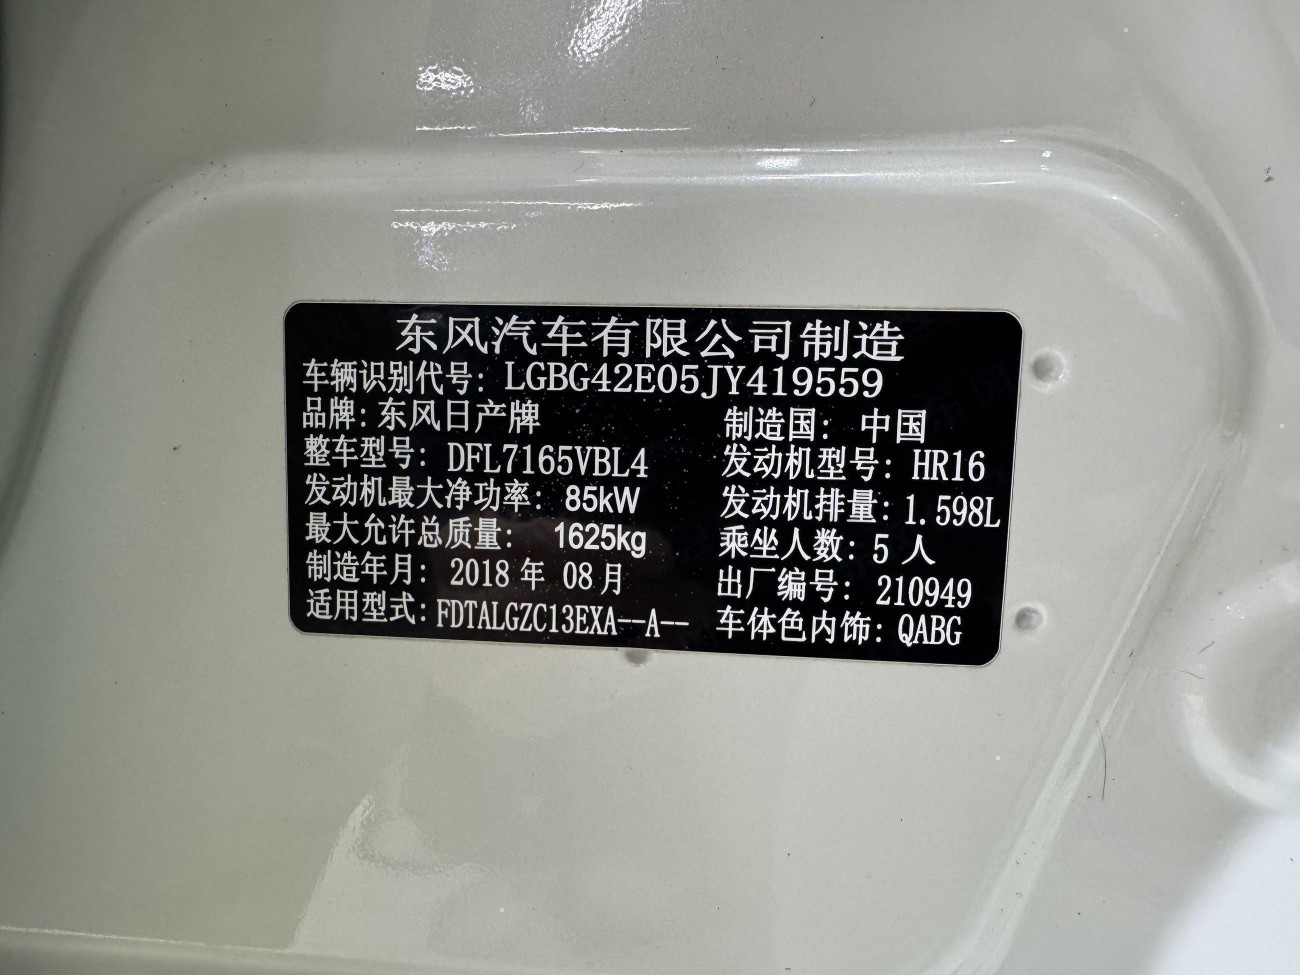 东风汽车有限公司制造
车辆识别代号：LGBG42E05JY419559
品牌：东风日产牌 制造国：中国
整车型号：DFL7165VBL4 发动机型号：HR16
发动机最大净功率：85kW 发动机排量：1.598L
最大允许总质量：1625kg 乘坐人数：5 人
制造年月：2018 年 08 月 出厂编号：210949
适用型式：FDTALGZC13EXA--A-- 车体色内饰：QABG